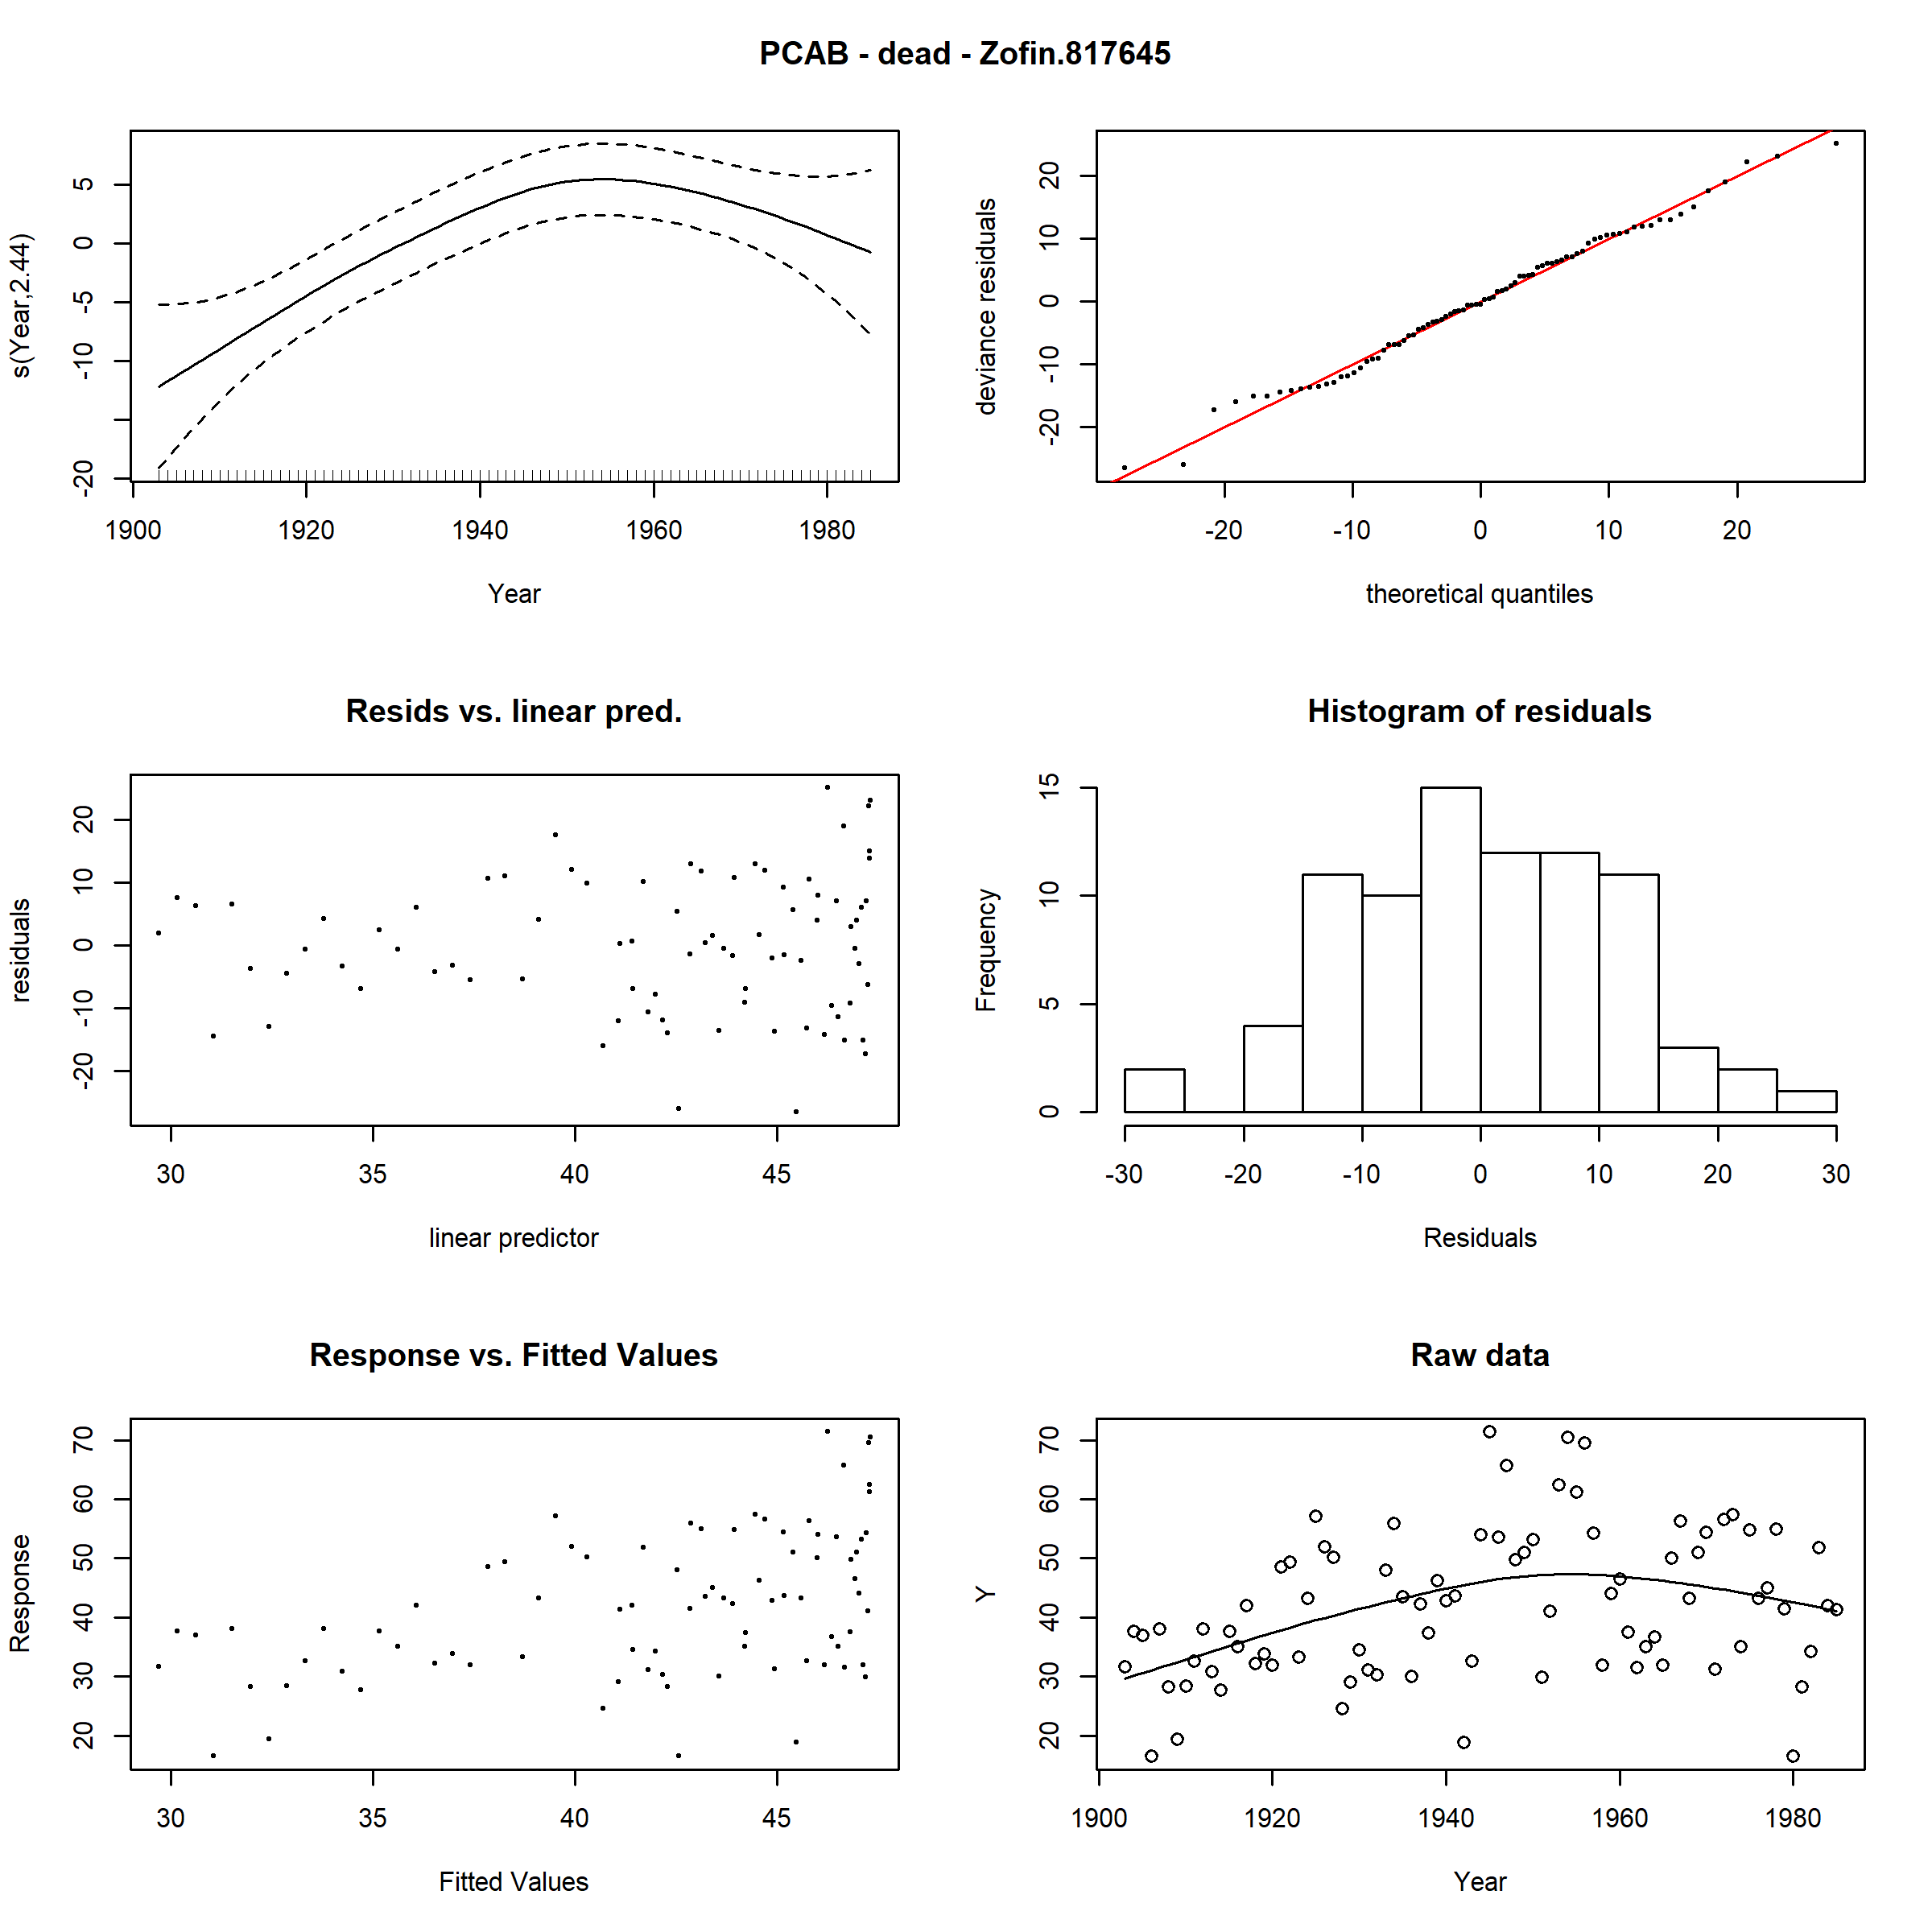 PCAB - dead - Zofin.817645
s(Year,2.44)
5
0
-5
-10
-20
1900 1920 1940 1960 1980
Year
deviance residuals
20
10
0
-10
-20
-20 -10 0 10 20
theoretical quantiles
Resids vs. linear pred.
residuals
20
10
0
-10
-20
30 35 40 45
linear predictor
Histogram of residuals
Frequency
15
10
5
0
-30 -20 -10 0 10 20 30
Residuals
Response vs. Fitted Values
Response
70
60
50
40
30
20
30 35 40 45
Fitted Values
Raw data
Y
70
60
50
40
30
20
1900 1920 1940 1960 1980
Year